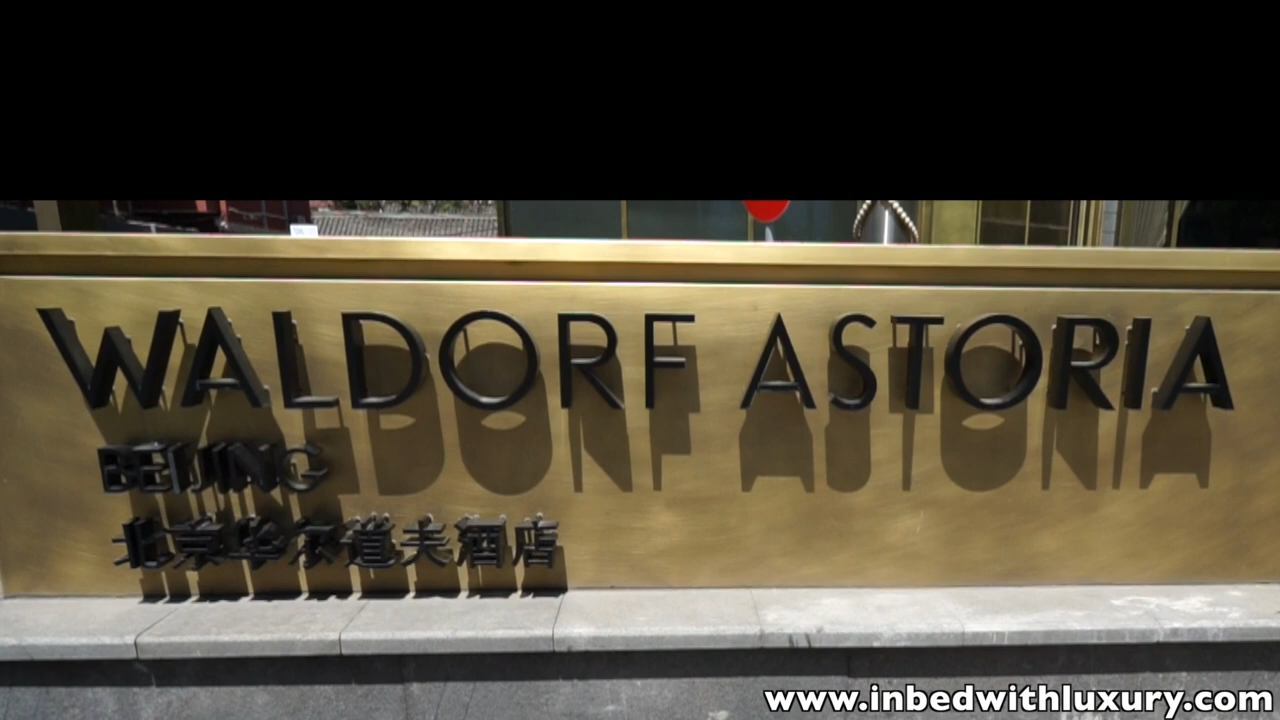 WALDORF ASTORIA
BEIJING
北京华尔道夫酒店
www.inbedwithluxury.com